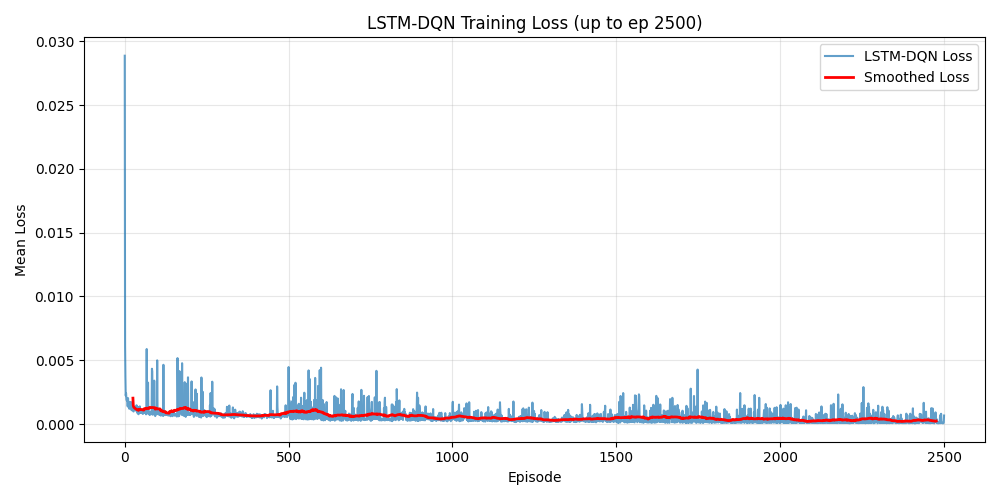 LSTM-DQN Training Loss (up to ep 2500)
LSTM-DQN Loss
Smoothed Loss
Mean Loss
0.030
0.025
0.020
0.015
0.010
0.005
0.000
0 500 1000 1500 2000 2500
Episode